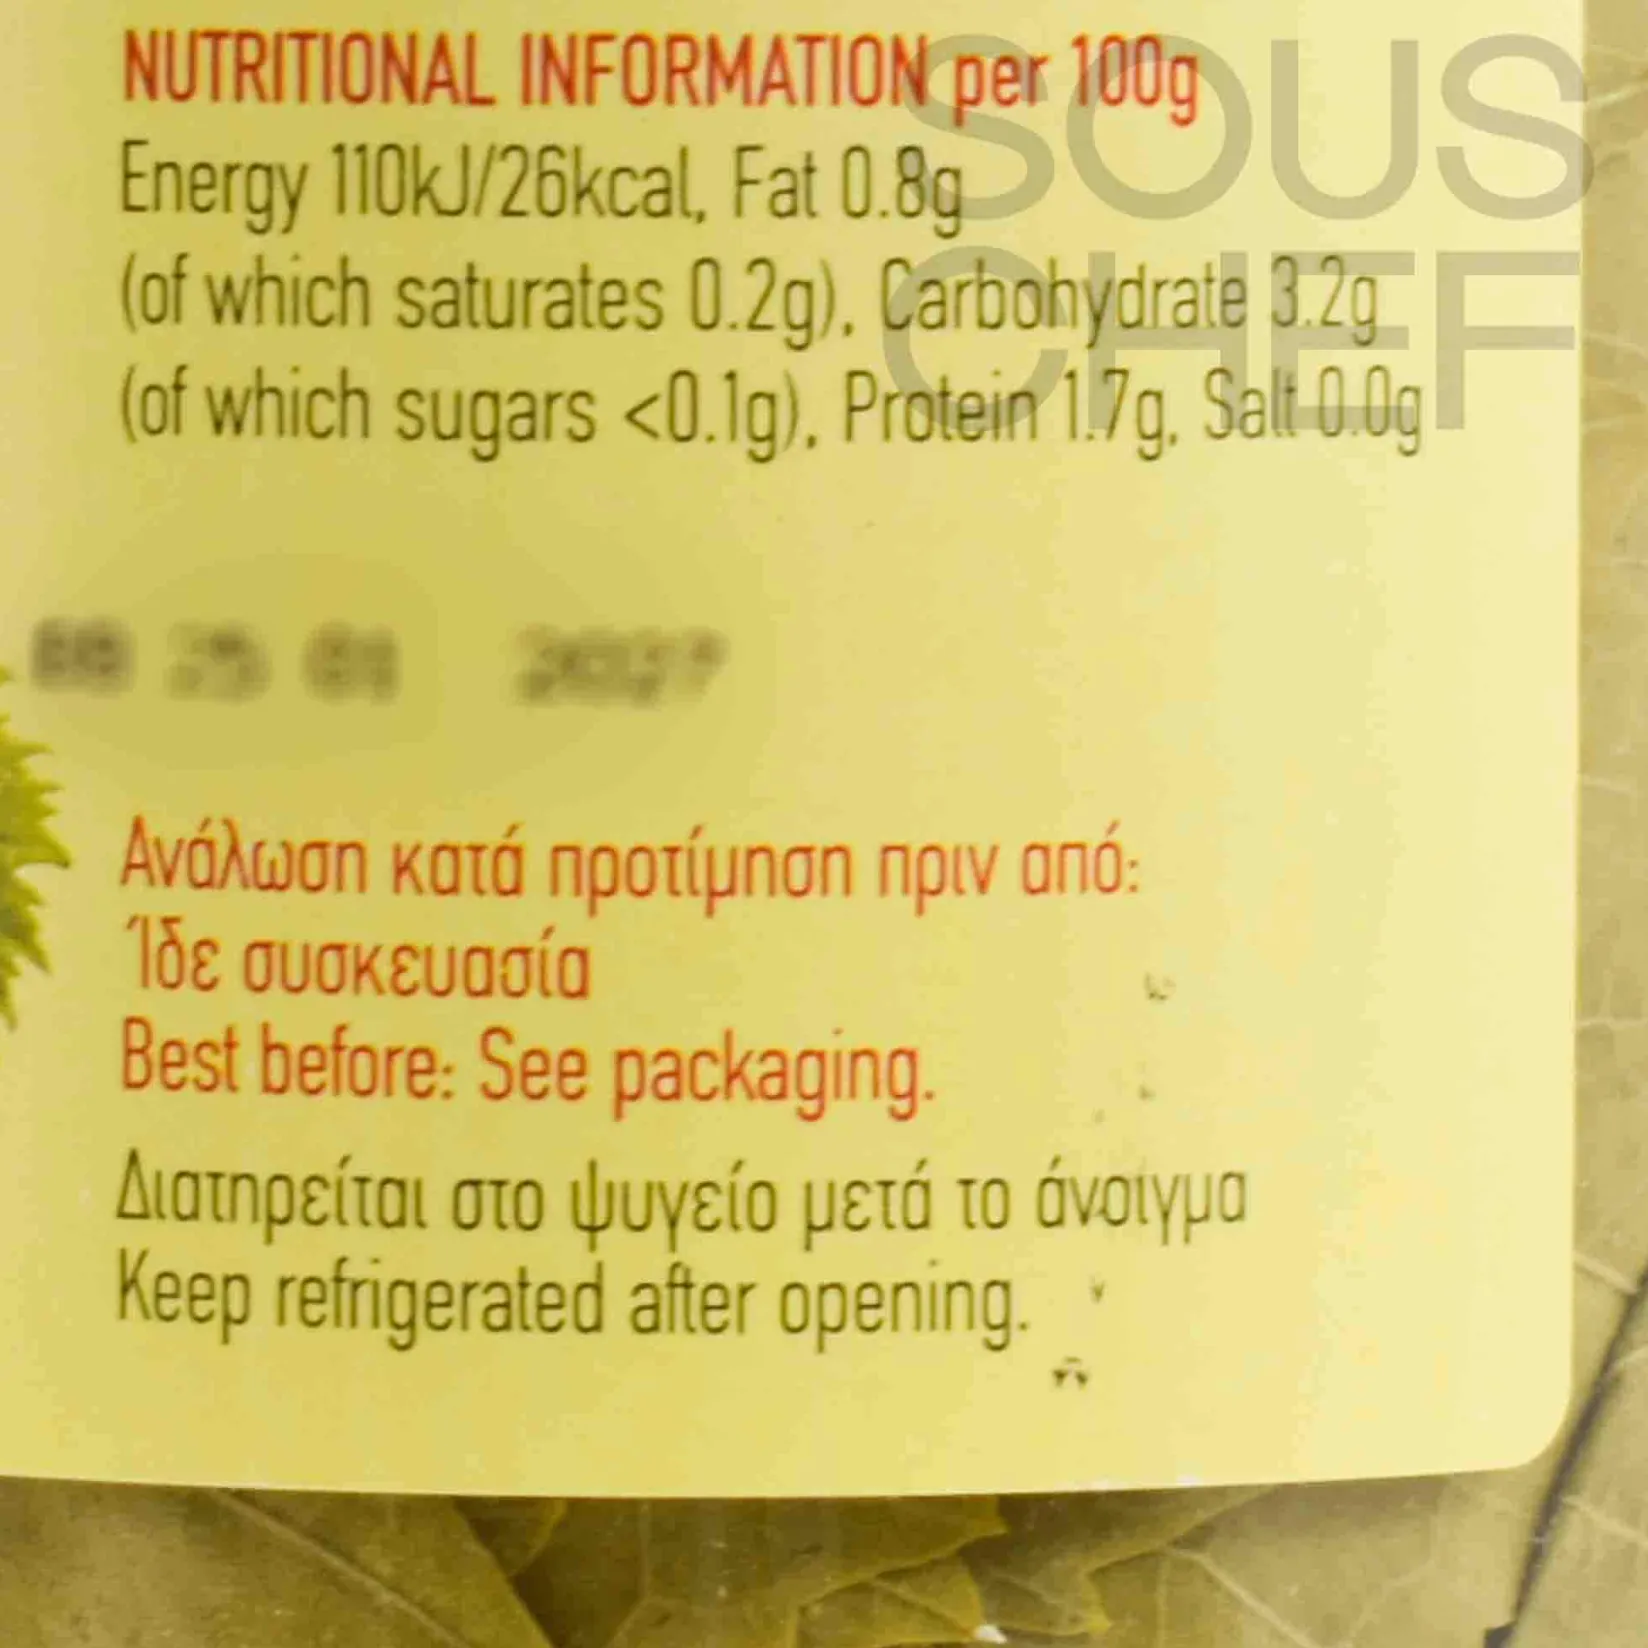 NUTRITIONAL INFORMATION per 100g
Energy 110kJ/26kcal, Fat 0.8g
(of which saturates 0.2g), Carbohydrate 3.2g
(of which sugars <0.1g), Protein 1.7g, Salt 0.0g
SOUS
CHEF
2027
Ανάλωση κατά προτίμηση πριν από:
Ίδε συσκευασία
Best before: See packaging.
Διατηρείται στο ψυγείο μετά το άνοιγμα
Keep refrigerated after opening.